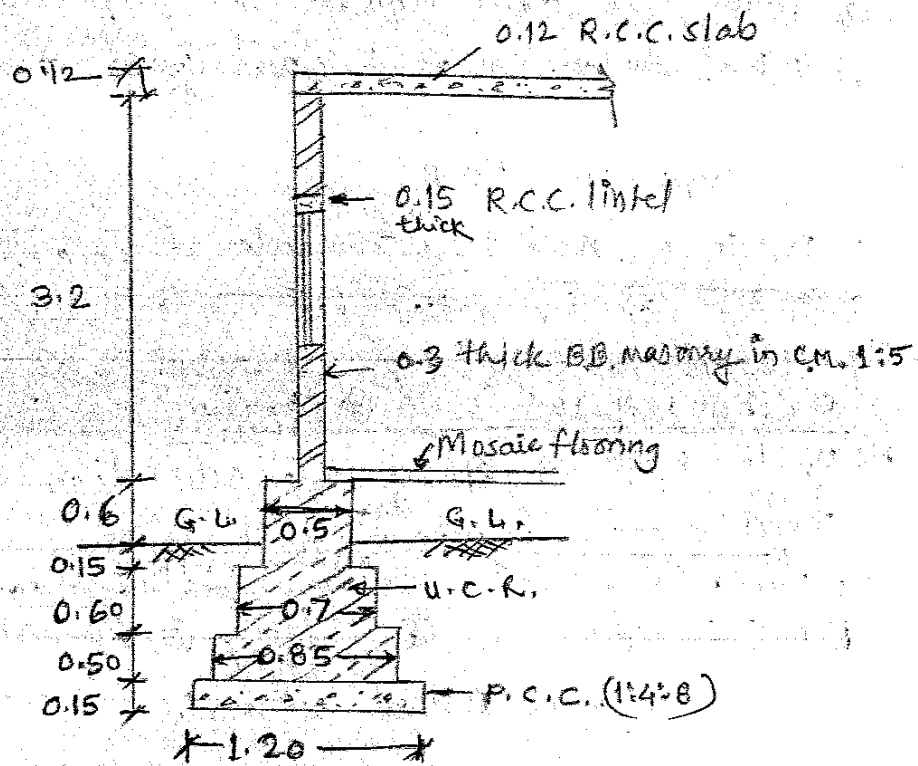 0.12 R.C.C. slab
0.12
0.15 R.C.C. lintel
thick
3.2
0.3 thick B.B. masonry in C.M. 1:5
Mosaic flooring
0.6
G.L.
0.5
G.L.
0.15
U.C.R.
0.60
0.7
0.50
0.85
0.15
P.C.C. (1:4:8)
1.20